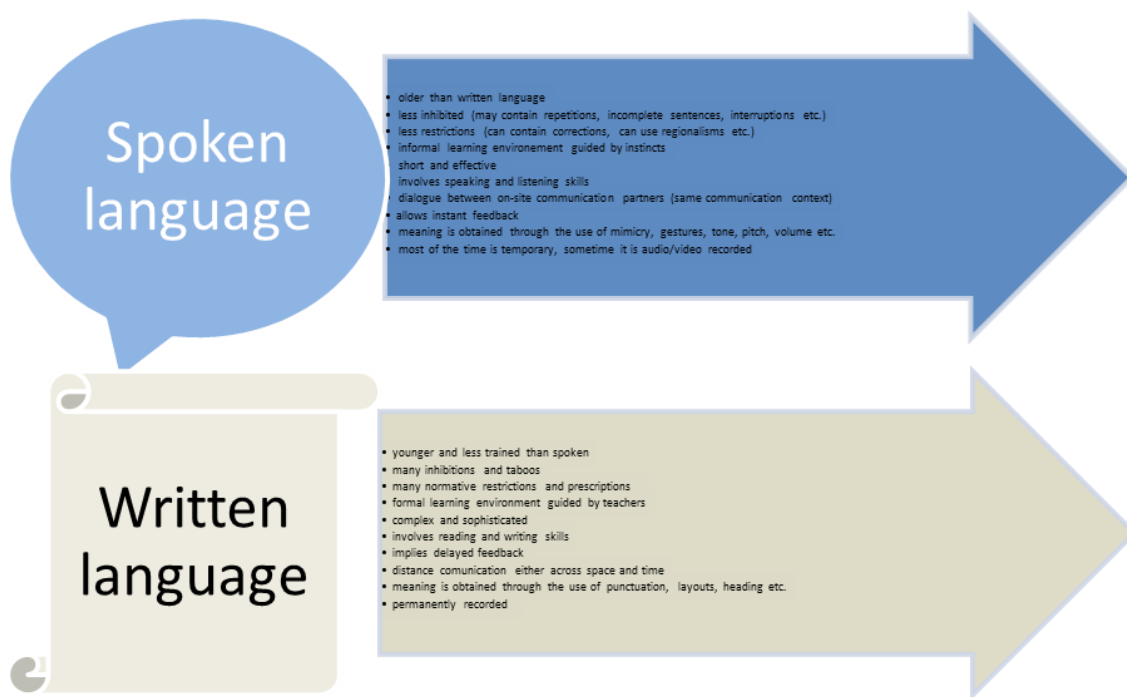 Spoken
language
• older than written language
• less inhibited (may contain repetitions, incomplete sentences, interruptions etc.)
• less restrictions (can contain corrections, can use regionalisms etc.)
• informal learning environement guided by instincts
short and effective
involves speaking and listening skills
• dialogue between on-site communication partners (same communication context)
• allows instant feedback
• meaning is obtained through the use of mimicry, gestures, tone, pitch, volume etc.
• most of the time is temporary, sometime it is audio/video recorded
Written
language
• younger and less trained than spoken
• many inhibitions and taboos
• many normative restrictions and prescriptions
• formal learning environment guided by teachers
• complex and sophisticated
• involves reading and writing skills
• implies delayed feedback
• distance comunication either across space and time
• meaning is obtained through the use of punctuation, layouts, heading etc.
• permanently recorded